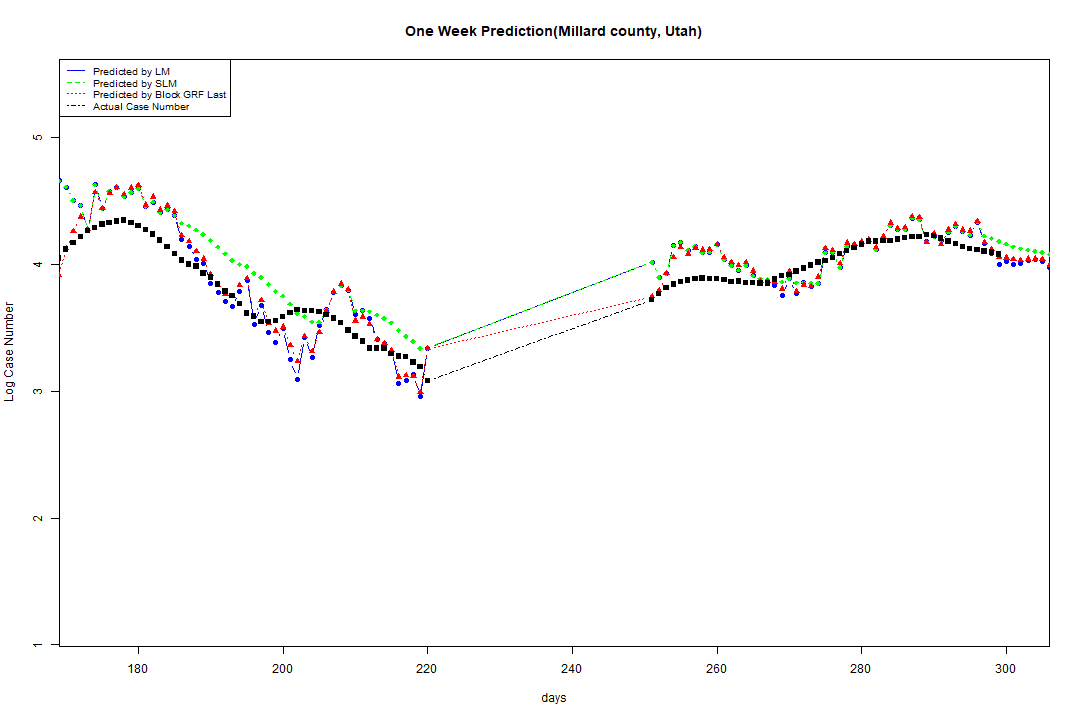 One Week Prediction(Millard county, Utah)
Predicted by LM
Predicted by SLM
Predicted by Block GRF Last
Actual Case Number
5
4
3
2
1
Log Case Number
180 200 220 240 260 280 300
days